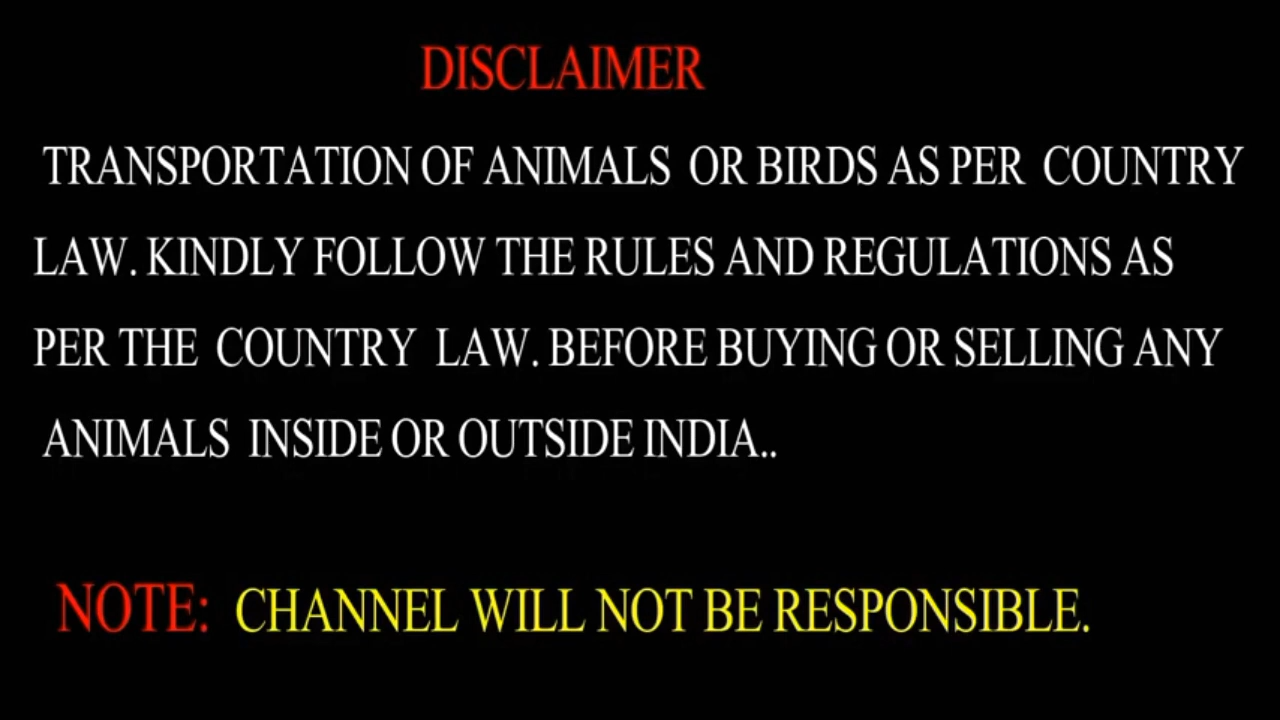 DISCLAIMER
TRANSPORTATION OF ANIMALS OR BIRDS AS PER COUNTRY
LAW. KINDLY FOLLOW THE RULES AND REGULATIONS AS
PER THE COUNTRY LAW. BEFORE BUYING OR SELLING ANY
ANIMALS INSIDE OR OUTSIDE INDIA..
NOTE: CHANNEL WILL NOT BE RESPONSIBLE.